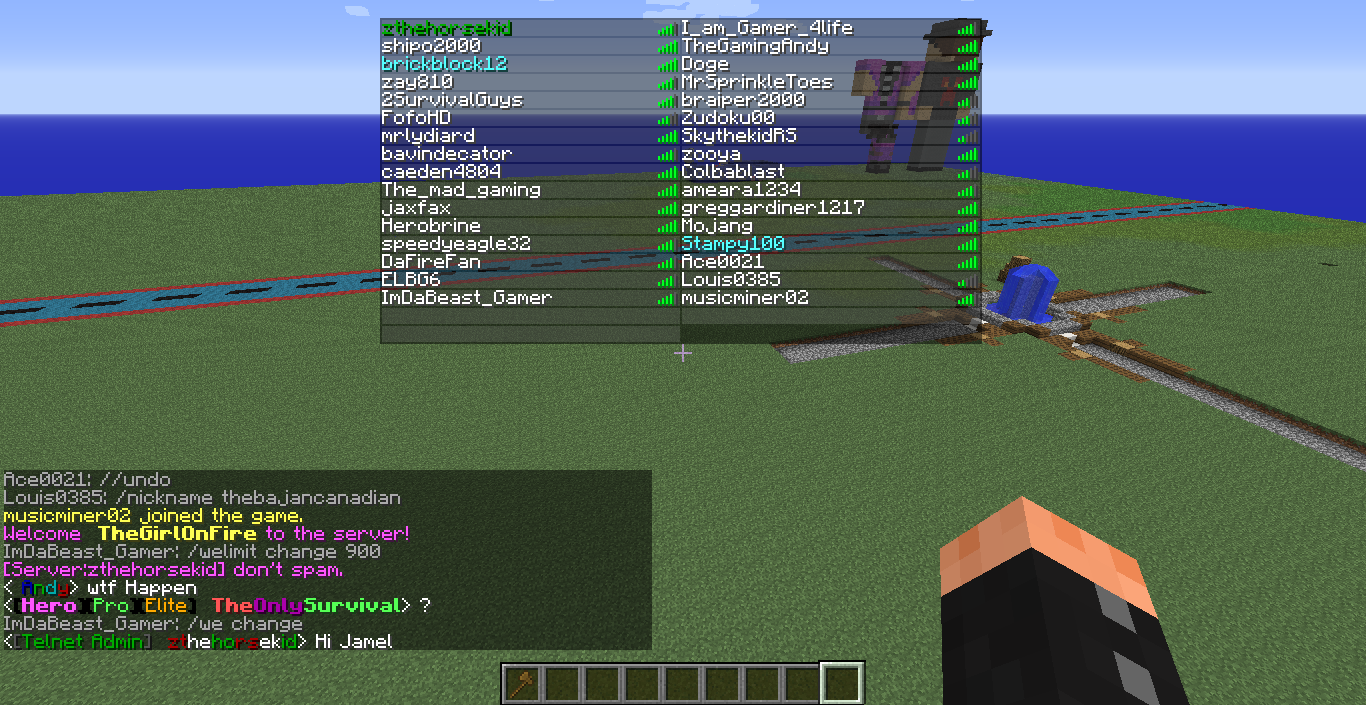 zthehorsekid I_am_Gamer_4life
shipo2000 TheGamingAndy
brickblock12 Doge
zay810 MrSprinkleToes
2SurvivalGuys braiper2000
FofoHD Zudoku00
mrlydiard SkythekidRS
bavindecator zooya
caeden4804 Colbablast
The_mad_gaming ameara1234
jaxfax greggardiner1217
Herobrine Mojang
speedyeagle32 Stampy100
DaFireFan Ace0021
ELBG6 Louis0385
ImDaBeast_Gamer musicminer02
Ace0021: //undo
Louis0385: /nickname thebajancanadian
musicminer02 joined the game.
Welcome TheGirlOnFire to the server!
ImDaBeast_Gamer: /welimit change 900
[Server:zthehorsekid] don't spam.
< Andy> wtf Happen
<[Hero][Pro][Elite] TheOnlySurvival> ?
ImDaBeast_Gamer: /we change
<[Telnet Admin] zthehorsekid> Hi Jamel